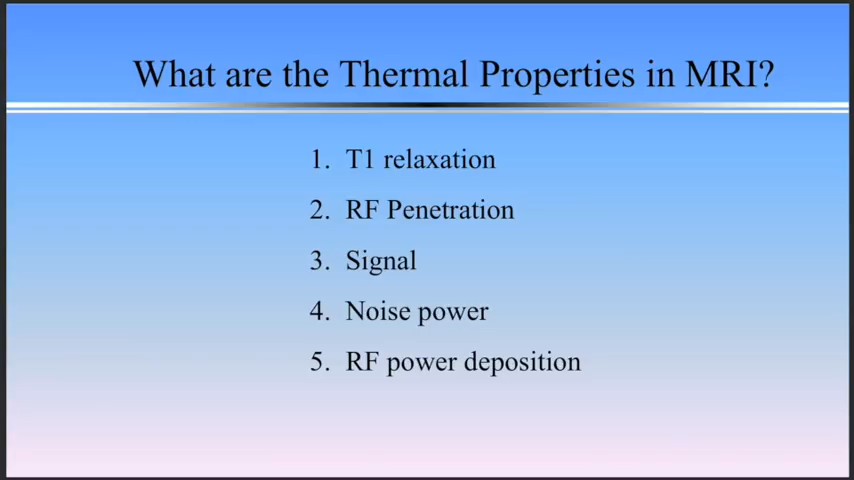 What are the Thermal Properties in MRI?
1. T1 relaxation
2. RF Penetration
3. Signal
4. Noise power
5. RF power deposition